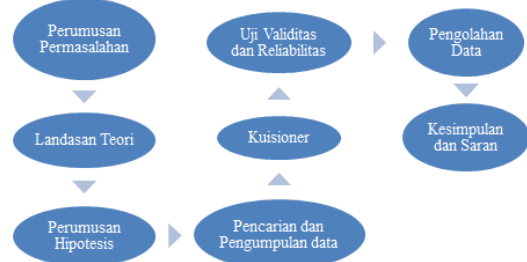 Perumusan
Permasalahan
Landasan Teori
Perumusan
Hipotesis
Pencarian dan
Pengumpulan data
Kuisioner
Uji Validitas
dan Reliabilitas
Pengolahan
Data
Kesimpulan
dan Saran